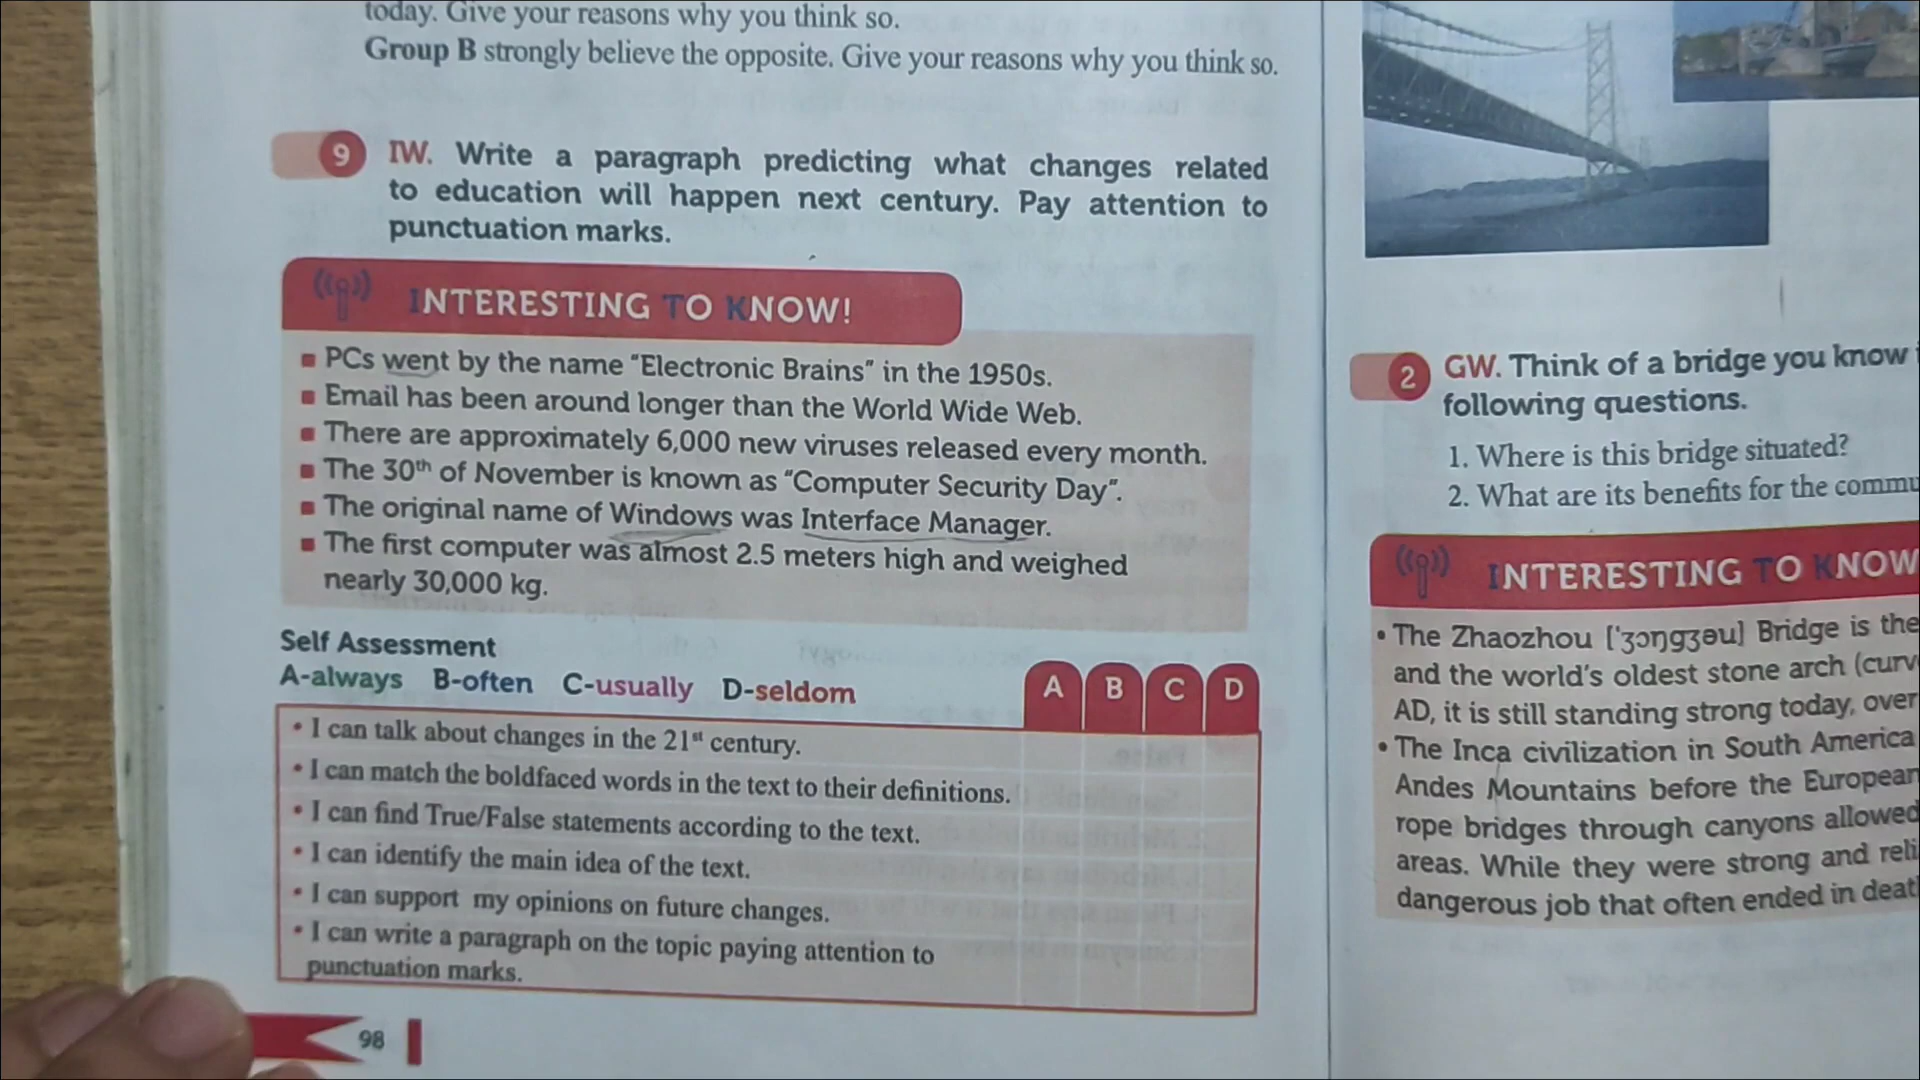 today. Give your reasons why you think so.
Group B strongly believe the opposite. Give your reasons why you think so.
9 IW. Write a paragraph predicting what changes related
to education will happen next century. Pay attention to
punctuation marks.
INTERESTING TO KNOW!
▪ PCs went by the name “Electronic Brains” in the 1950s.
▪ Email has been around longer than the World Wide Web.
▪ There are approximately 6,000 new viruses released every month.
▪ The 30th of November is known as “Computer Security Day”.
▪ The original name of Windows was Interface Manager.
▪ The first computer was almost 2.5 meters high and weighed
nearly 30,000 kg.
Self Assessment
A-always B-often C-usually D-seldom
A B C D
• I can talk about changes in the 21st century.
• I can match the boldfaced words in the text to their definitions.
• I can find True/False statements according to the text.
• I can identify the main idea of the text.
• I can support my opinions on future changes.
• I can write a paragraph on the topic paying attention to
punctuation marks.
98
2 GW. Think of a bridge you know
following questions.
1. Where is this bridge situated?
2. What are its benefits for the commu
INTERESTING TO KNOW
• The Zhaozhou [ˈʒɔŋgʒəu] Bridge is the
and the world's oldest stone arch (curv
AD, it is still standing strong today, over
• The Inca civilization in South America
Andes Mountains before the European
rope bridges through canyons allowed
areas. While they were strong and reli
dangerous job that often ended in deat